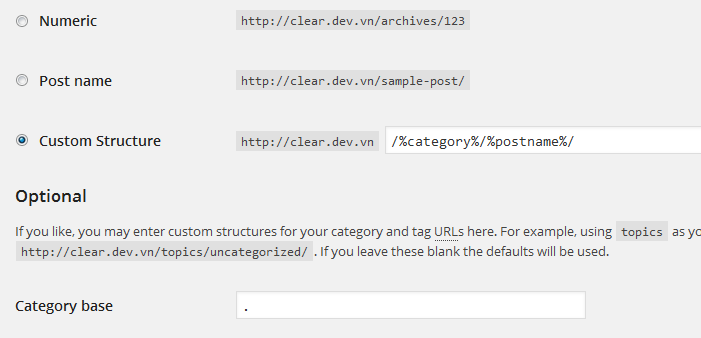 Numeric http://clear.dev.vn/archives/123
Post name http://clear.dev.vn/sample-post/
Custom Structure http://clear.dev.vn /%category%/%postname%/
Optional
If you like, you may enter custom structures for your category and tag URLs here. For example, using topics as
http://clear.dev.vn/topics/uncategorized/ . If you leave these blank the defaults will be used.
Category base .